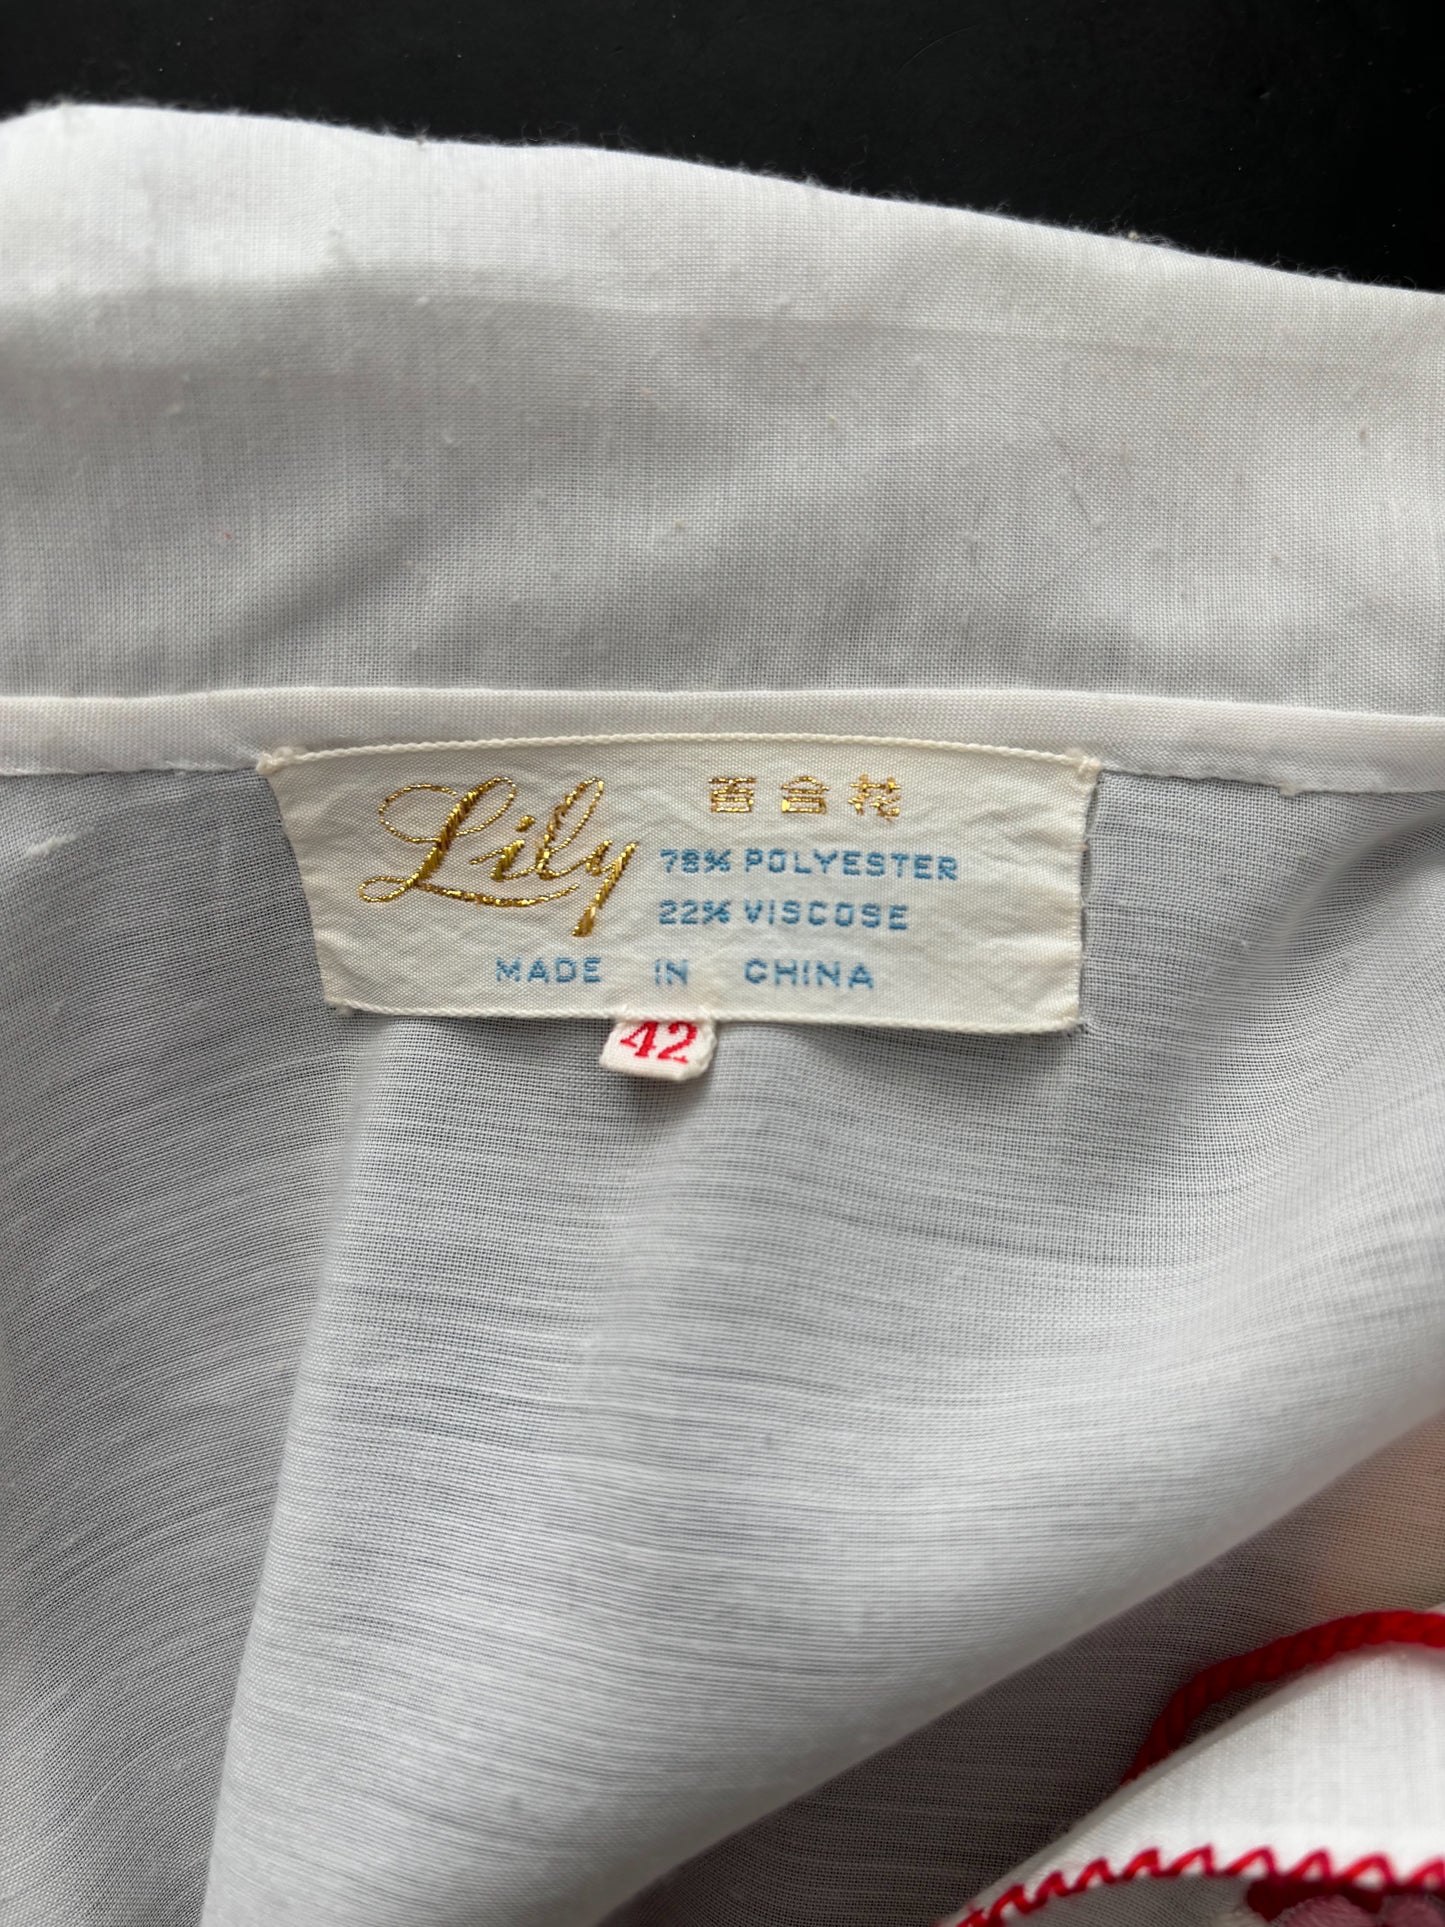 Lily
百合花
78% POLYESTER
22% VISCOSE
MADE IN CHINA
42